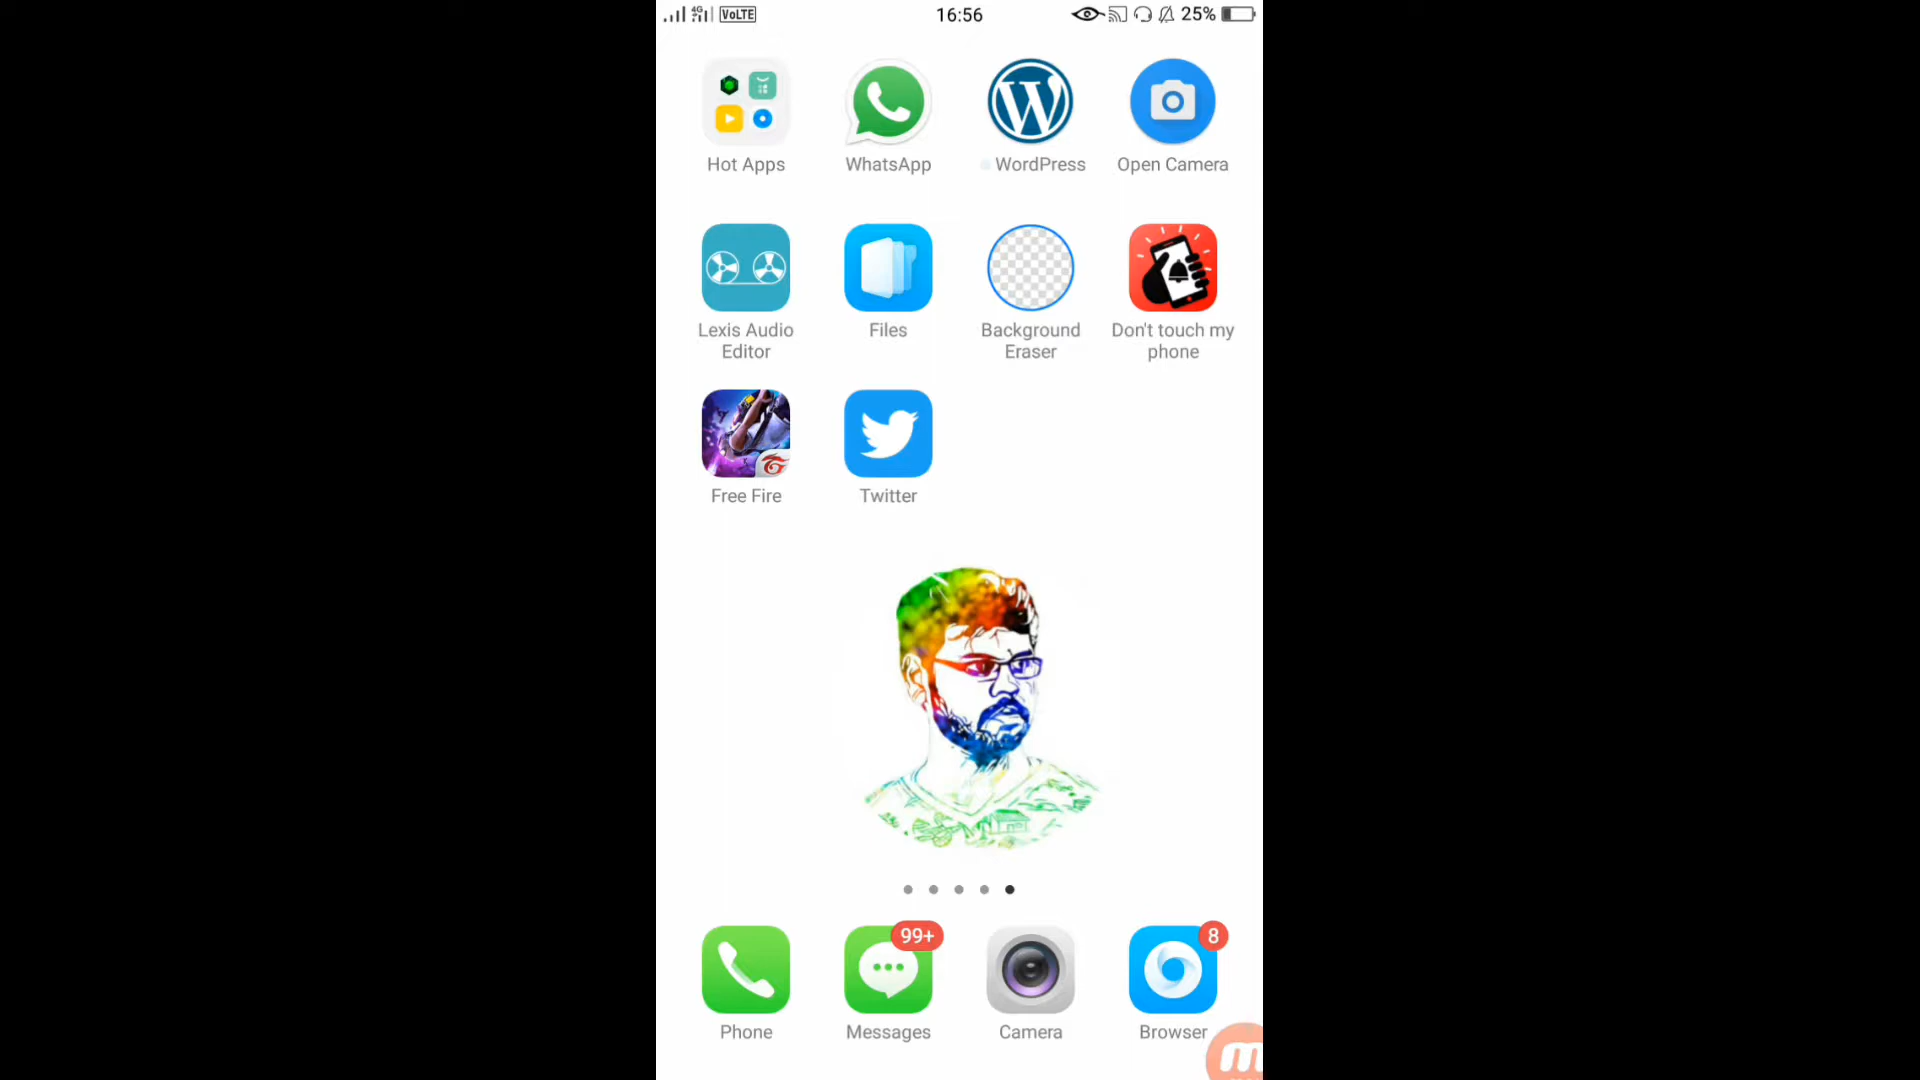 4G VoLTE 16:56 25%
Hot Apps WhatsApp WordPress Open Camera
Lexis Audio Editor Files Background Eraser Don't touch my phone
Free Fire Twitter
99+ 8
Phone Messages Camera Browser